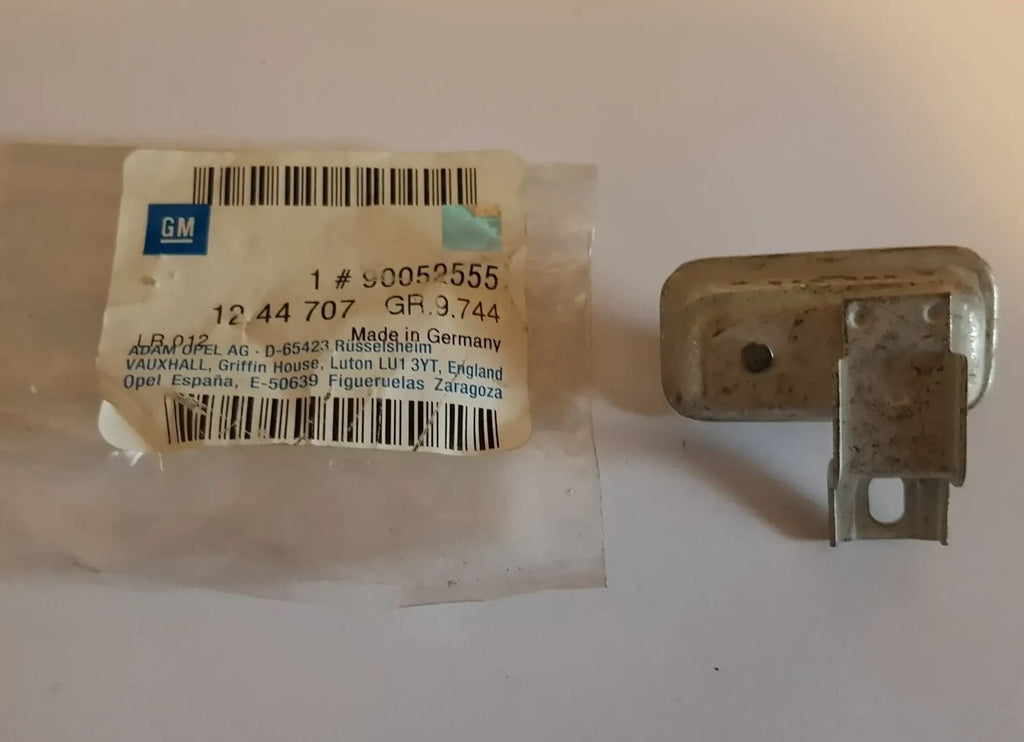 GM
1 # 90052555
12 44 707 GR.9.744
LR 012 Made in Germany
ADAM OPEL AG · D-65423 Rüsselsheim
VAUXHALL, Griffin House, Luton LU1 3YT, England
Opel España, E-50639 Figueruelas Zaragoza